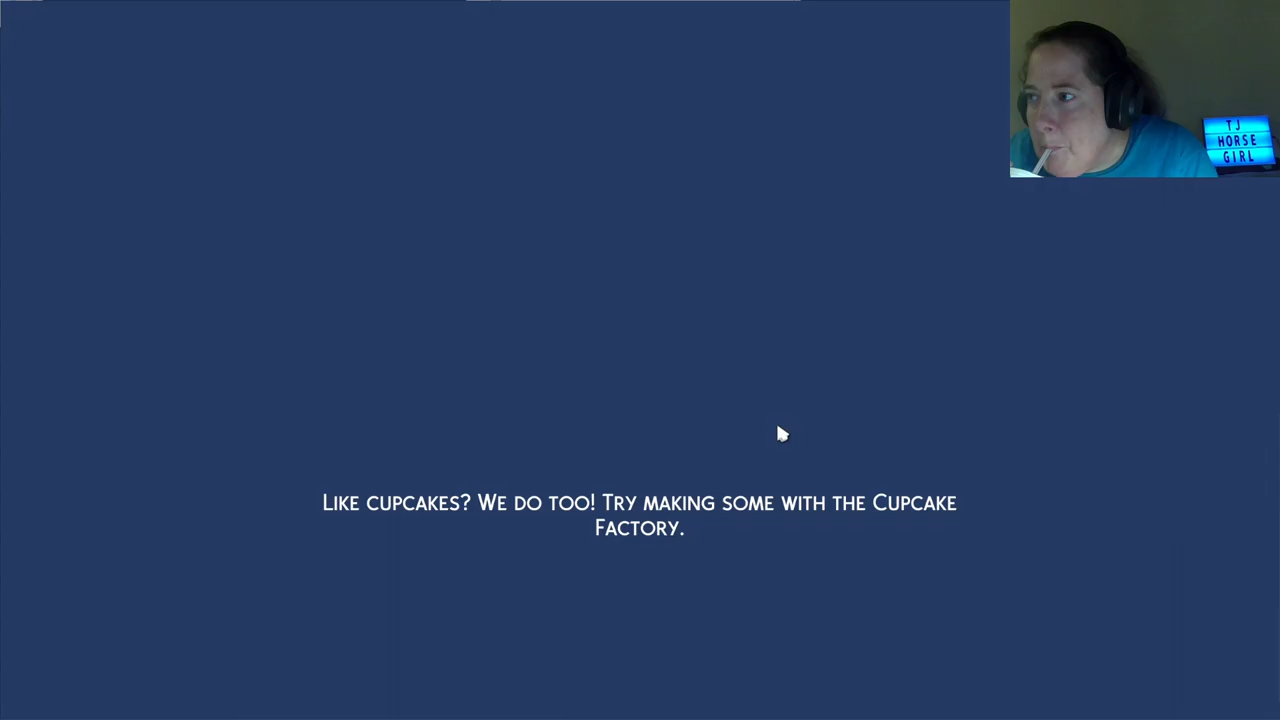 TJ
HORSE
GIRL
LIKE CUPCAKES? WE DO TOO! TRY MAKING SOME WITH THE CUPCAKE
FACTORY.